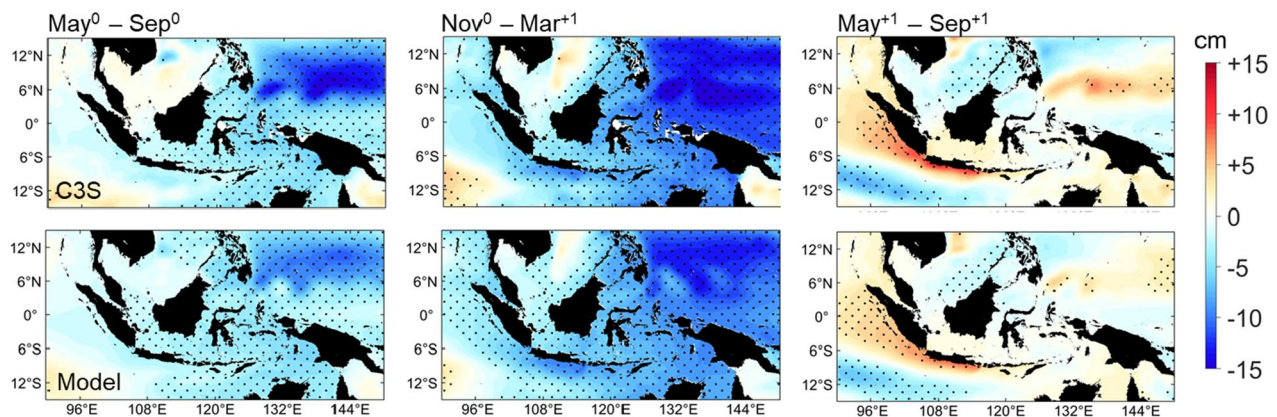 May⁰ – Sep⁰ Nov⁰ – Mar⁺¹ May⁺¹ – Sep⁺¹
cm
12°N 12°N 12°N +15
6°N 6°N 6°N +10
0° 0° 0° +5
6°S 6°S 6°S
12°S 12°S 12°S
C3S
0
12°N 12°N 12°N
6°N 6°N 6°N -5
0° 0° 0°
6°S 6°S 6°S -10
12°S 12°S 12°S -15
Model
96°E 108°E 120°E 132°E 144°E 96°E 108°E 120°E 132°E 144°E 96°E 108°E 120°E 132°E 144°E